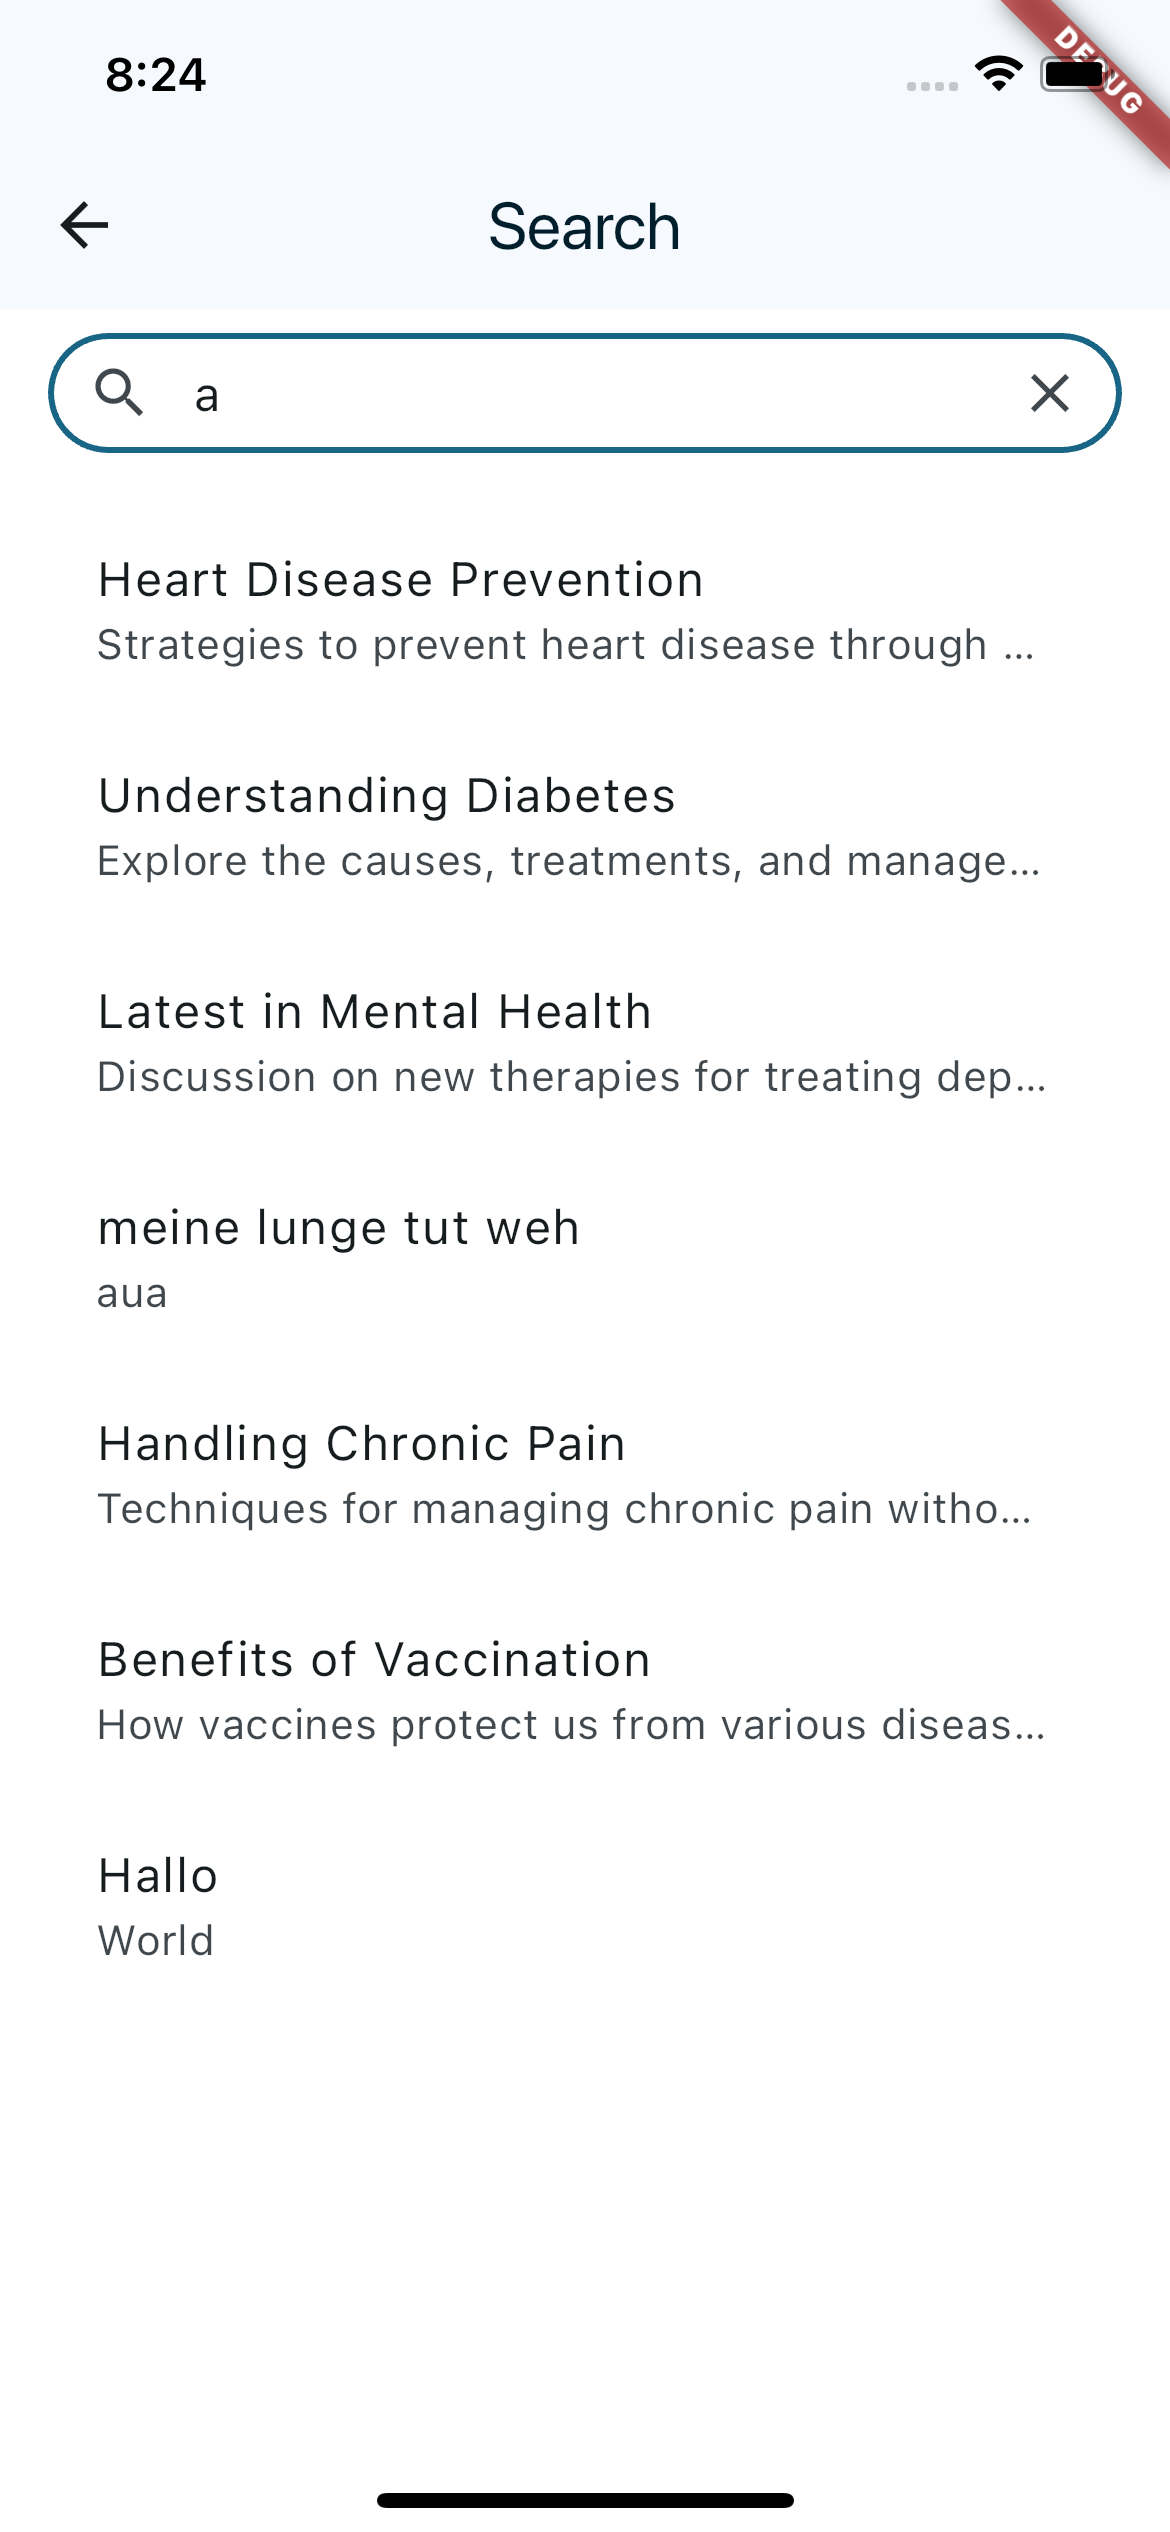 8:24
DEBUG
Search
a
Heart Disease Prevention
Strategies to prevent heart disease through ...
Understanding Diabetes
Explore the causes, treatments, and manage...
Latest in Mental Health
Discussion on new therapies for treating dep...
meine lunge tut weh
aua
Handling Chronic Pain
Techniques for managing chronic pain witho...
Benefits of Vaccination
How vaccines protect us from various diseas...
Hallo
World